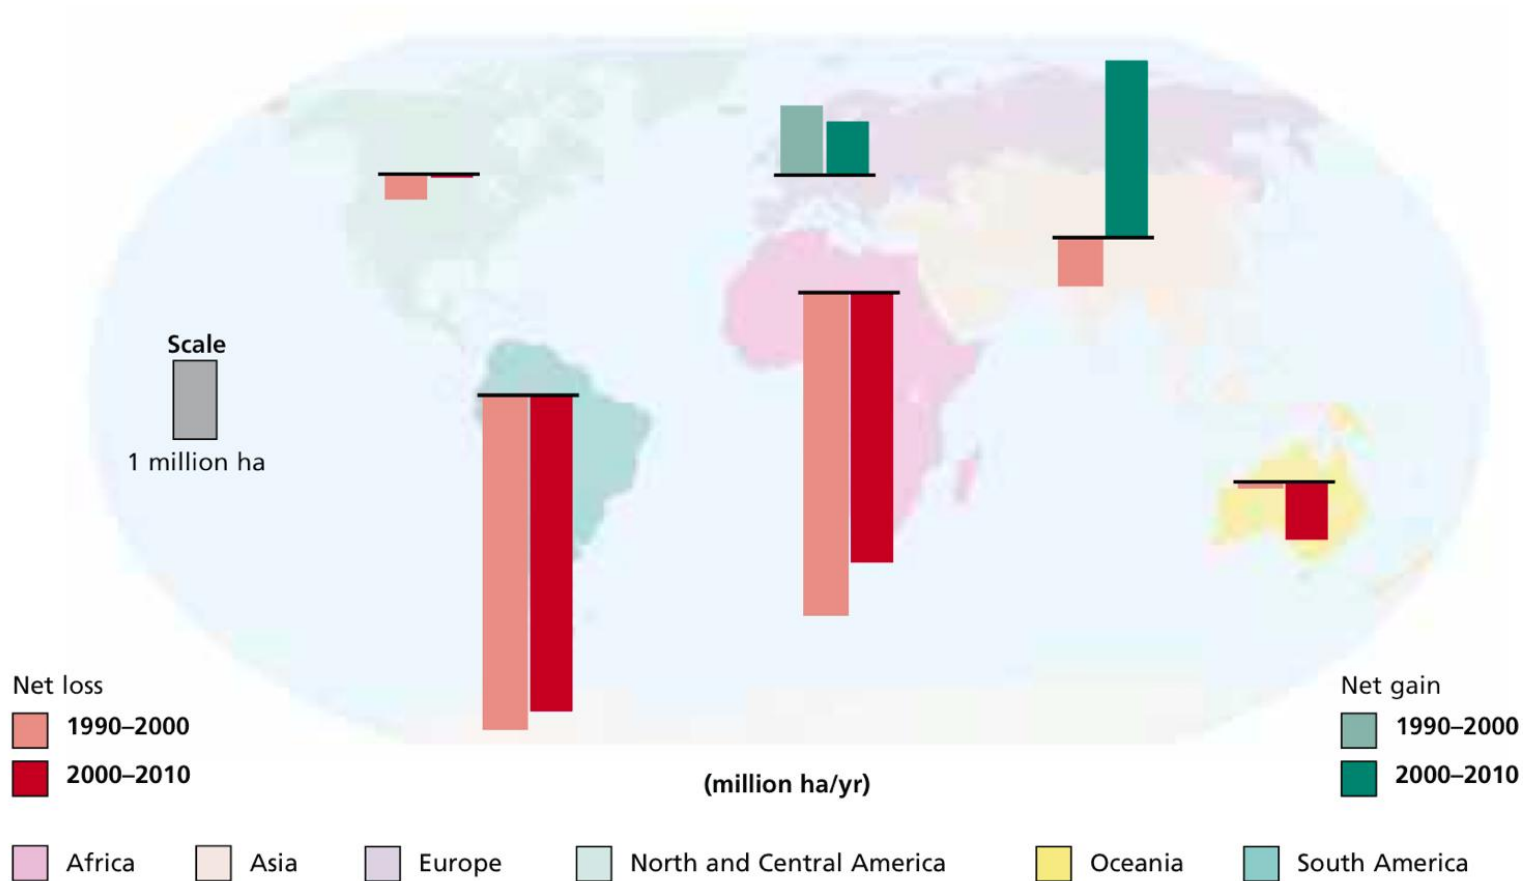 Scale
1 million ha
Net loss
1990–2000
2000–2010
(million ha/yr)
Net gain
1990–2000
2000–2010
Africa
Asia
Europe
North and Central America
Oceania
South America